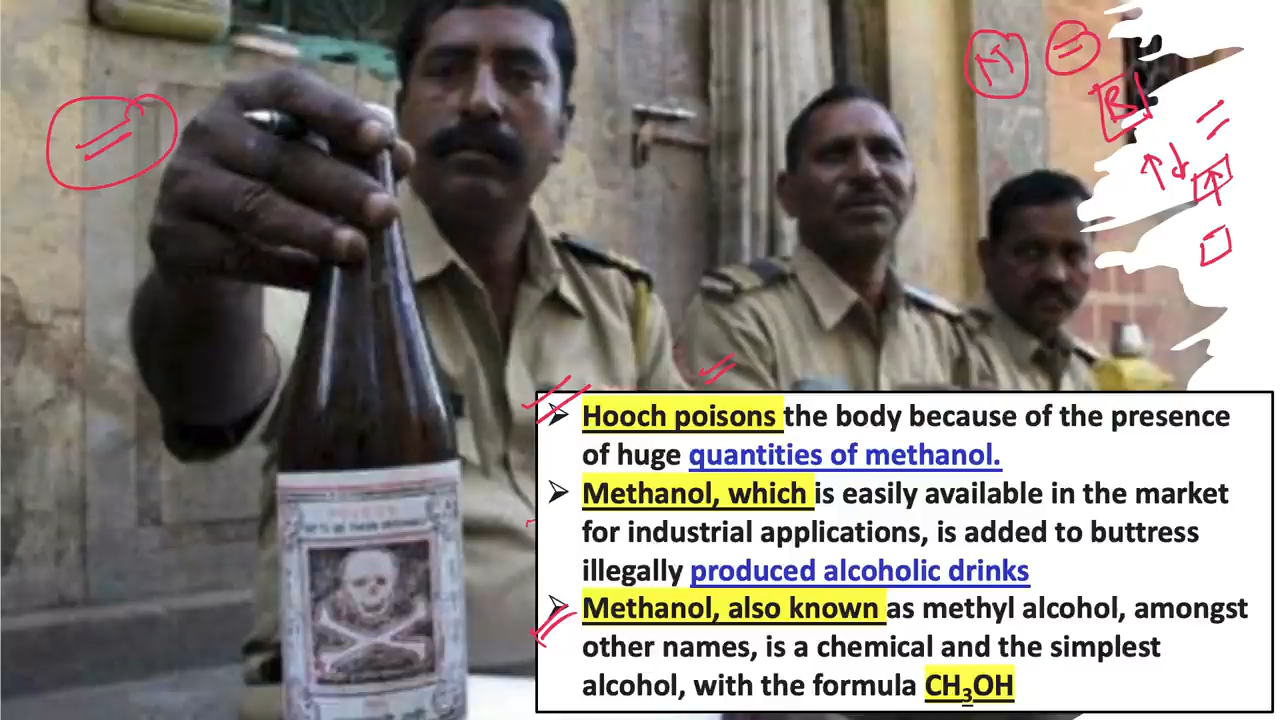 Hooch poisons the body because of the presence
of huge quantities of methanol.
Methanol, which is easily available in the market
for industrial applications, is added to buttress
illegally produced alcoholic drinks
Methanol, also known as methyl alcohol, amongst
other names, is a chemical and the simplest
alcohol, with the formula CH₃OH